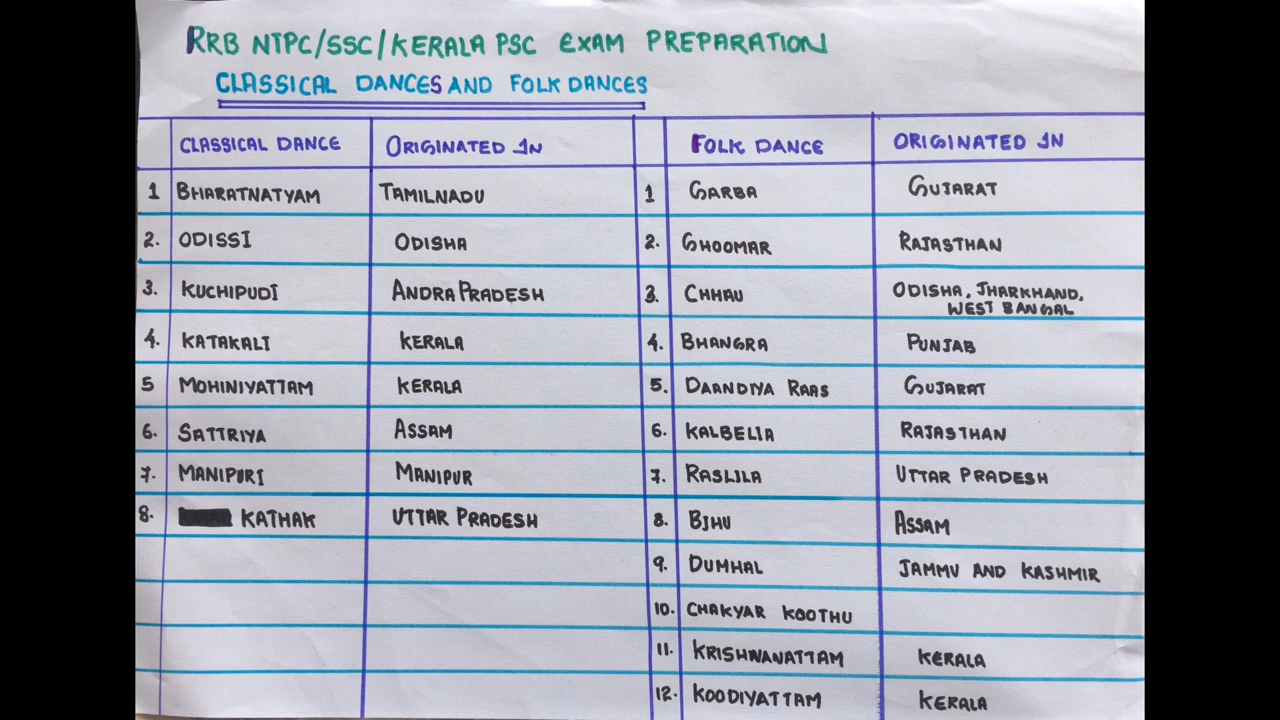 RRB NTPC/SSC/KERALA PSC EXAM PREPARATION
CLASSICAL DANCES AND FOLK DANCES
CLASSICAL DANCE ORIGINATED IN FOLK DANCE ORIGINATED IN
1 BHARATNATYAM TAMILNADU 1 GARBA GUJARAT
2. ODISSI ODISHA 2. GHOOMAR RAJASTHAN
3. KUCHIPUDI ANDRA PRADESH 3. CHHAU ODISHA, JHARKHAND,
WEST BANGAL
4. KATAKALI KERALA 4. BHANGRA PUNJAB
5 MOHINIYATTAM KERALA 5. DAANDIYA RAAS GUJARAT
6. SATTRIYA ASSAM 6. KALBELIA RAJASTHAN
7. MANIPURI MANIPUR 7. RASLILA UTTAR PRADESH
8. KATHAK UTTAR PRADESH 8. BIHU ASSAM
9. DUMHAL JAMMU AND KASHMIR
10. CHAKYAR KOOTHU
11. KRISHNANATTAM KERALA
12. KOODIYATTAM KERALA